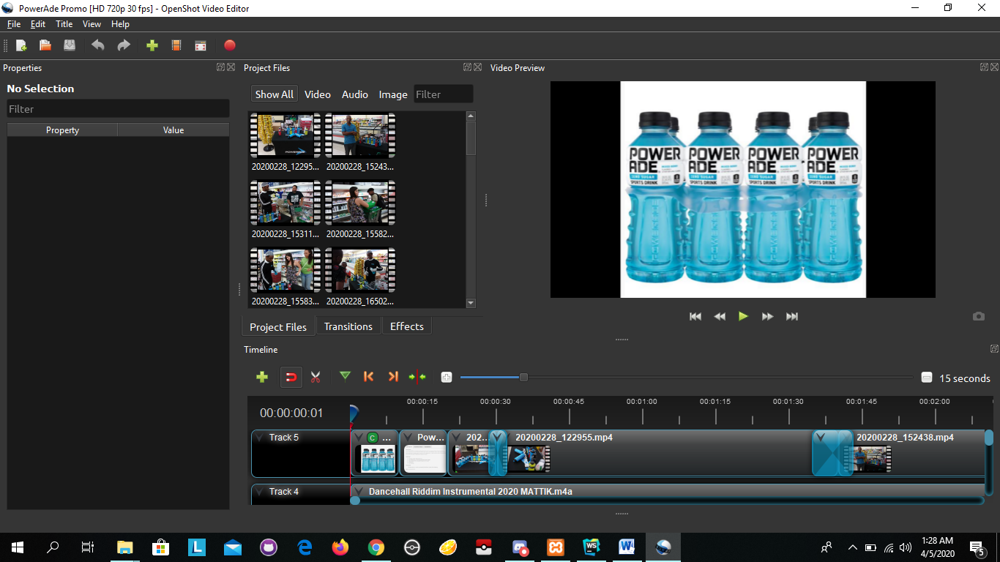 PowerAde Promo [HD 720p 30 fps] - OpenShot Video Editor
File Edit Title View Help
Properties
No Selection
Filter
Property Value
Project Files
Show All Video Audio Image Filter
20200228_12295... 20200228_15243...
20200228_15311... 20200228_15582...
20200228_15583... 20200228_16502...
Project Files Transitions Effects
Video Preview
POWER POWER POWER POWER
ADE ADE ADE ADE
ZERO SUGAR ZERO SUGAR ZERO SUGAR ZERO SUGAR
SPORTS DRINK SPORTS DRINK SPORTS DRINK SPORTS DRINK
Timeline
15 seconds
00:00:00:01
00:00:15 00:00:30 00:00:45 00:01:00 00:01:15 00:01:30 00:01:45 00:02:00
Track 5 C ... Pow... 202... 20200228_122955.mp4 20200228_152438.mp4
Track 4 Dancehall Riddim Instrumental 2020 MATTIK.m4a
L WS W
1:28 AM
4/5/2020
5